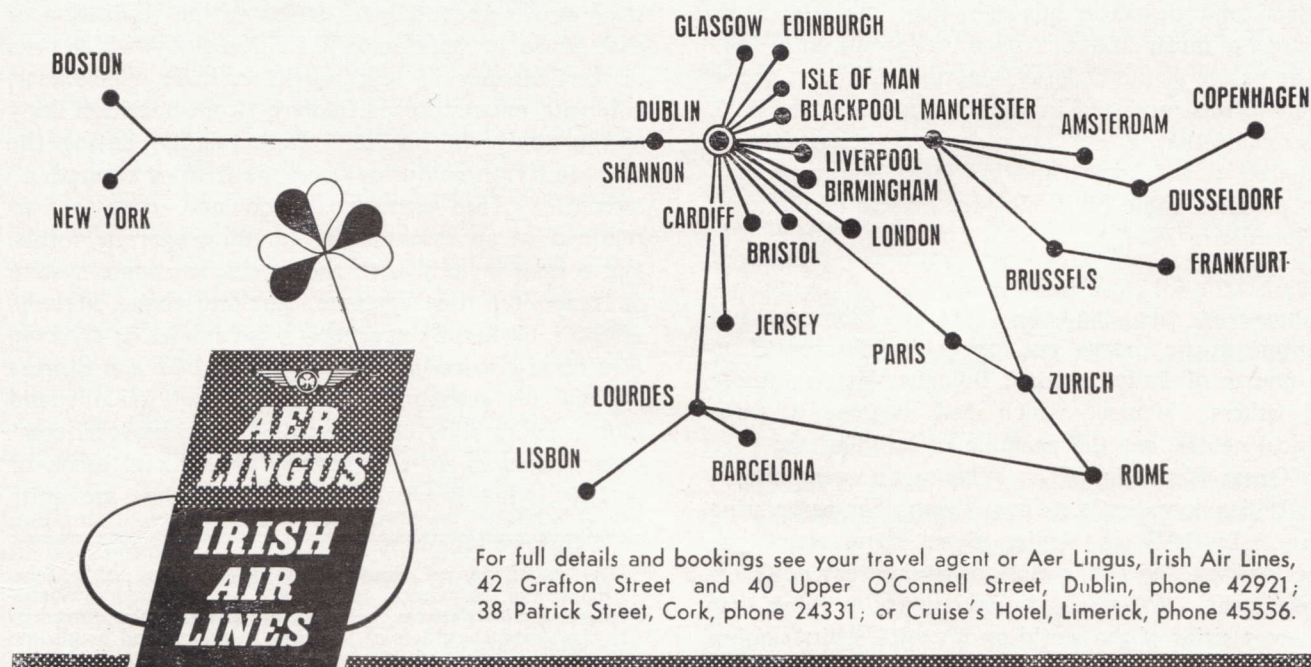 GLASGOW EDINBURGH
BOSTON
ISLE OF MAN
COPENHAGEN
DUBLIN
BLACKPOOL MANCHESTER
AMSTERDAM
SHANNON
LIVERPOOL
BIRMINGHAM
DUSSELDORF
NEW YORK
CARDIFF
LONDON
BRISTOL
FRANKFURT
BRUSSELS
JERSEY
PARIS
ZURICH
LOURDES
LISBON
BARCELONA
ROME
AER
LINGUS
IRISH
AIR
LINES
For full details and bookings see your travel agent or Aer Lingus, Irish Air Lines,
42 Grafton Street and 40 Upper O'Connell Street, Dublin, phone 42921;
38 Patrick Street, Cork, phone 24331; or Cruise's Hotel, Limerick, phone 45556.